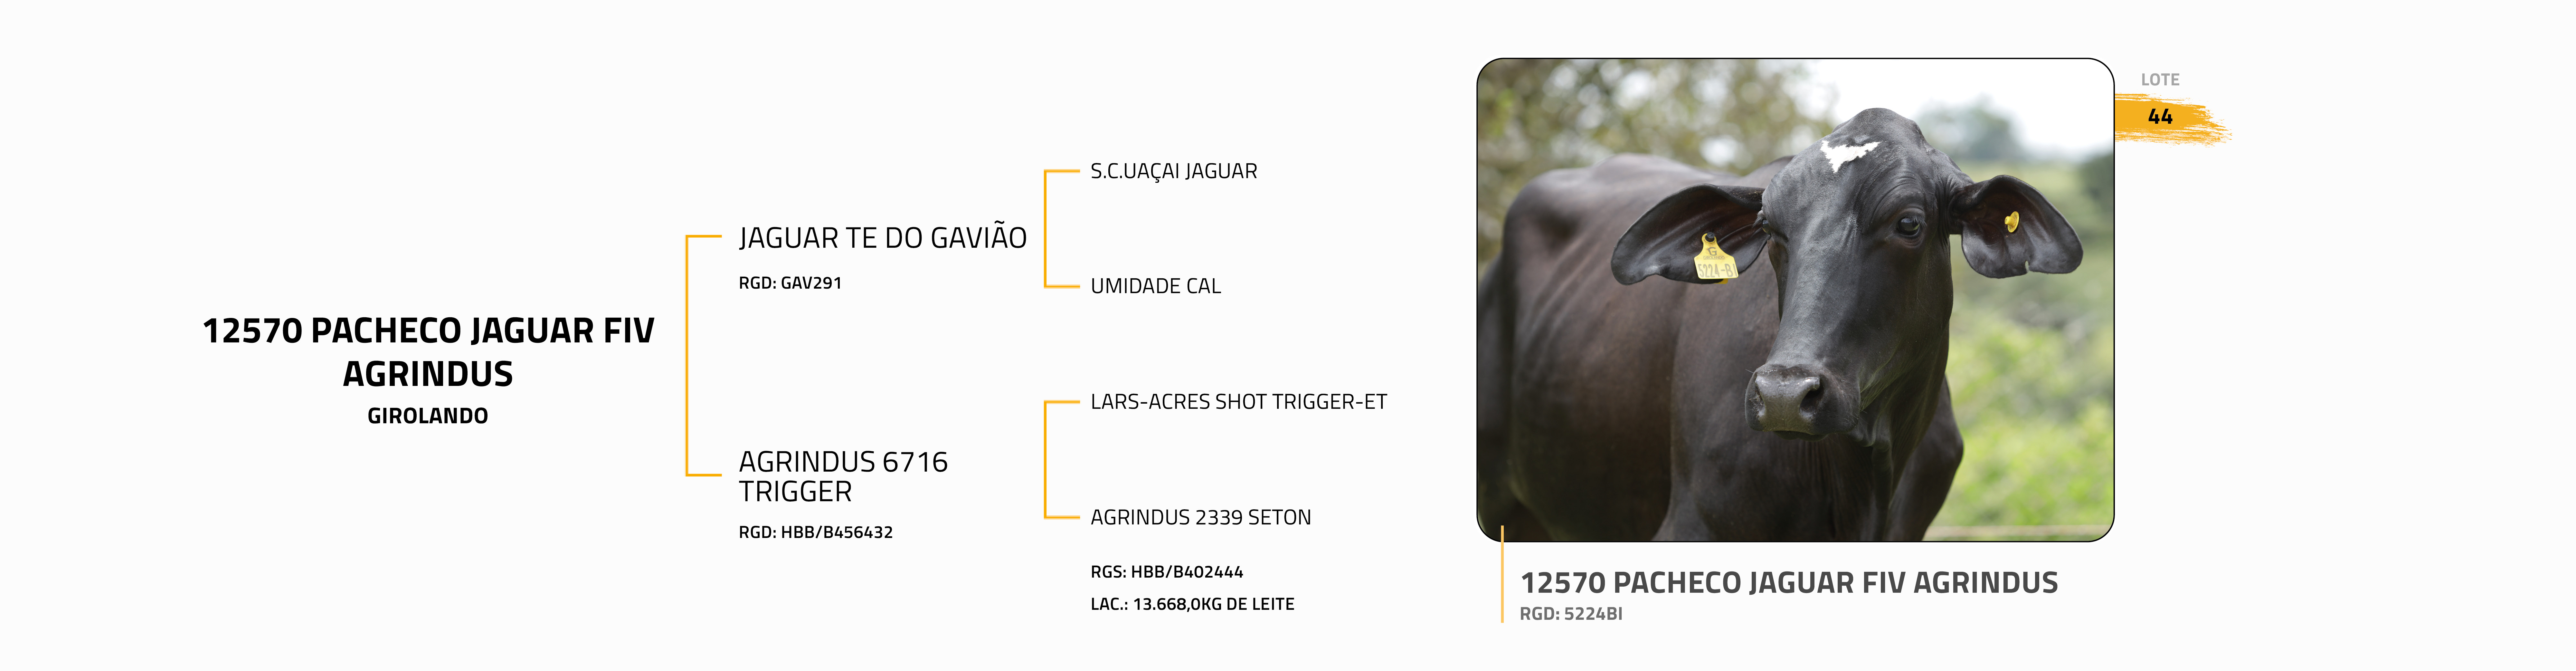 12570 PACHECO JAGUAR FIV
AGRINDUS
GIROLANDO
JAGUAR TE DO GAVIÃO
RGD: GAV291
AGRINDUS 6716
TRIGGER
RGD: HBB/B456432
S.C.UAÇAI JAGUAR
UMIDADE CAL
LARS-ACRES SHOT TRIGGER-ET
AGRINDUS 2339 SETON
RGS: HBB/B402444
LAC.: 13.668,0KG DE LEITE
LOTE
44
G
5224-BI
12570 PACHECO JAGUAR FIV AGRINDUS
RGD: 5224BI